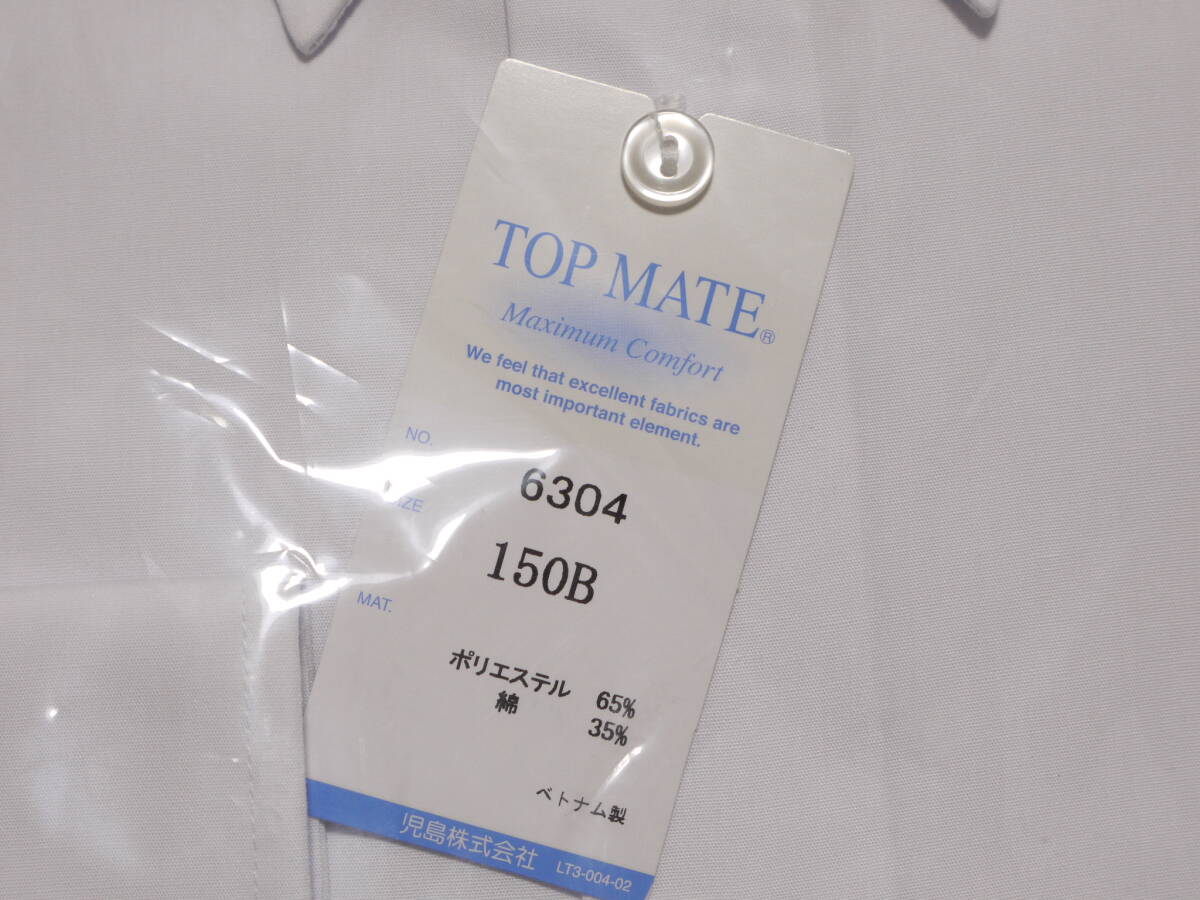 TOP MATE®
Maximum Comfort
We feel that excellent fabrics are
most important element.
NO.
6304
IZE
150B
MAT.
ポリエステル 65%
綿 35%
ベトナム製
児島株式会社 LT3-004-02